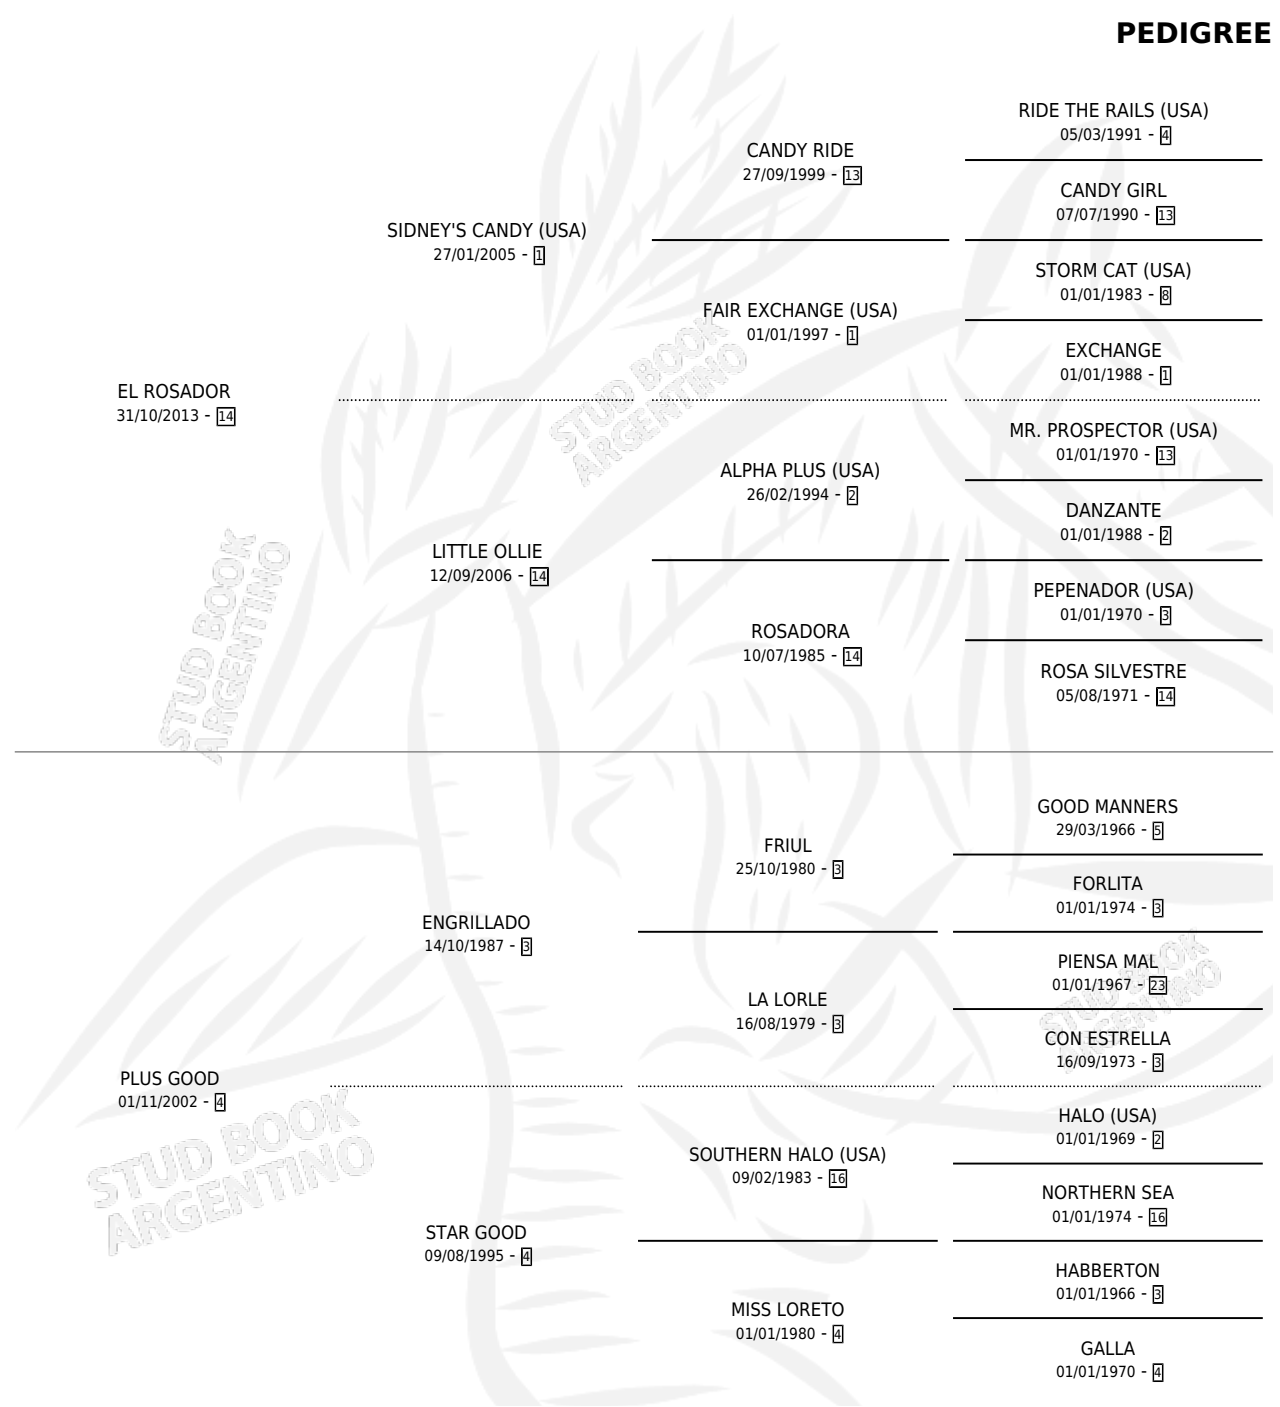 PEDIGREE
RIDE THE RAILS (USA)
05/03/1991 - 4
CANDY RIDE
27/09/1999 - 13
CANDY GIRL
07/07/1990 - 13
SIDNEY'S CANDY (USA)
27/01/2005 - 1
STORM CAT (USA)
01/01/1983 - 8
FAIR EXCHANGE (USA)
01/01/1997 - 1
EXCHANGE
01/01/1988 - 1
EL ROSADOR
31/10/2013 - 14
MR. PROSPECTOR (USA)
01/01/1970 - 13
ALPHA PLUS (USA)
26/02/1994 - 2
DANZANTE
01/01/1988 - 2
LITTLE OLLIE
12/09/2006 - 14
PEPENADOR (USA)
01/01/1970 - 3
ROSADORA
10/07/1985 - 14
ROSA SILVESTRE
05/08/1971 - 14
GOOD MANNERS
29/03/1966 - 5
FRIUL
25/10/1980 - 3
FORLITA
01/01/1974 - 3
ENGRILLADO
14/10/1987 - 3
PIENSA MAL
01/01/1967 - 23
LA LORLE
16/08/1979 - 3
CON ESTRELLA
16/09/1973 - 3
PLUS GOOD
01/11/2002 - 4
HALO (USA)
01/01/1969 - 2
SOUTHERN HALO (USA)
09/02/1983 - 16
NORTHERN SEA
01/01/1974 - 16
STAR GOOD
09/08/1995 - 4
HABBERTON
01/01/1966 - 3
MISS LORETO
01/01/1980 - 4
GALLA
01/01/1970 - 4
STUD BOOK
ARGENTINO
STUD BOOK
ARGENTINO
STUD BOOK
ARGENTINO
STUD BOOK
ARGENTINO